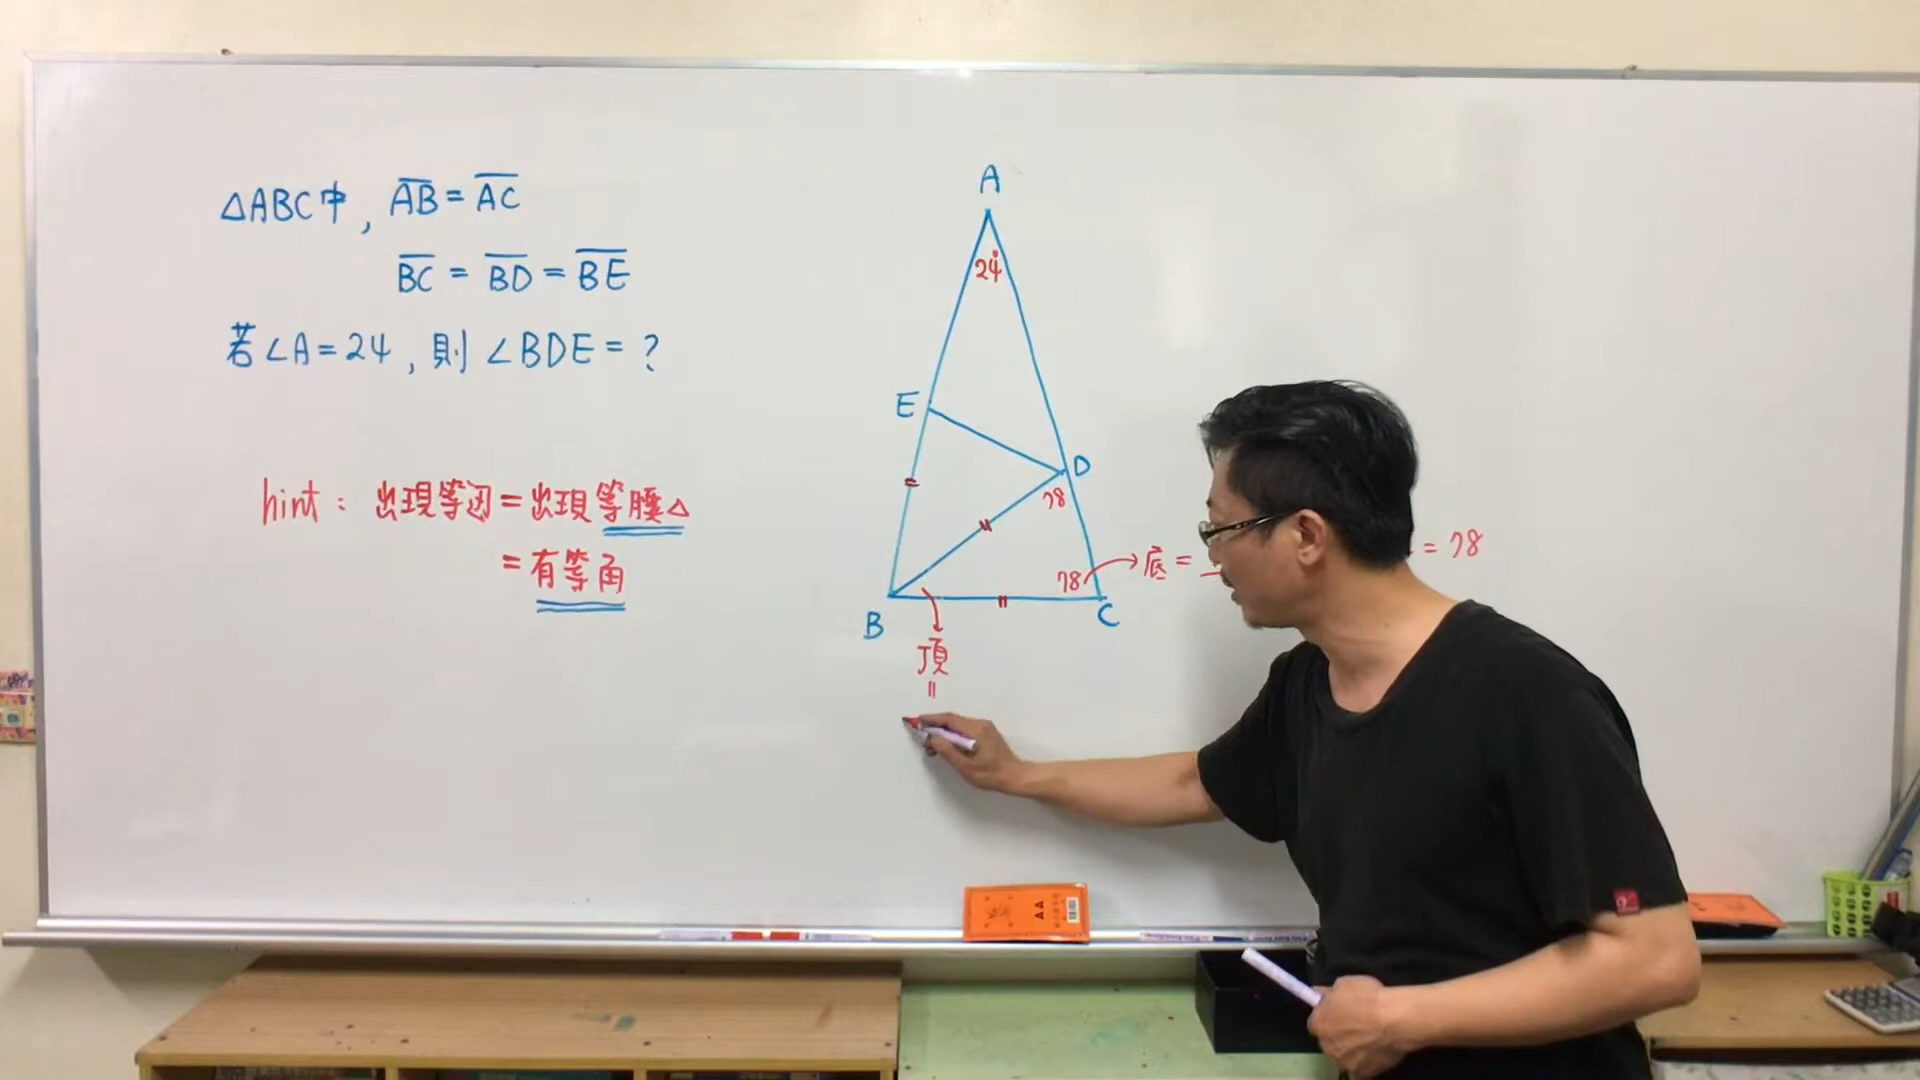 △ABC中, AB = AC
BC = BD = BE
若∠A=24, 則 ∠BDE = ?
hint : 出現等边 = 出現等腰△
= 有等角
A
24°
E
D
78
78
底 =
= 78
B
C
頂
=
AA